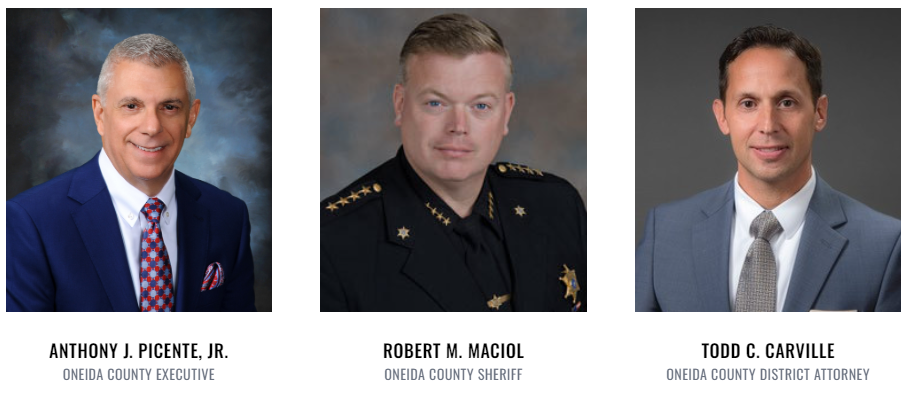 ANTHONY J. PICENTE, JR.
ONEIDA COUNTY EXECUTIVE
ROBERT M. MACIOL
ONEIDA COUNTY SHERIFF
TODD C. CARVILLE
ONEIDA COUNTY DISTRICT ATTORNEY